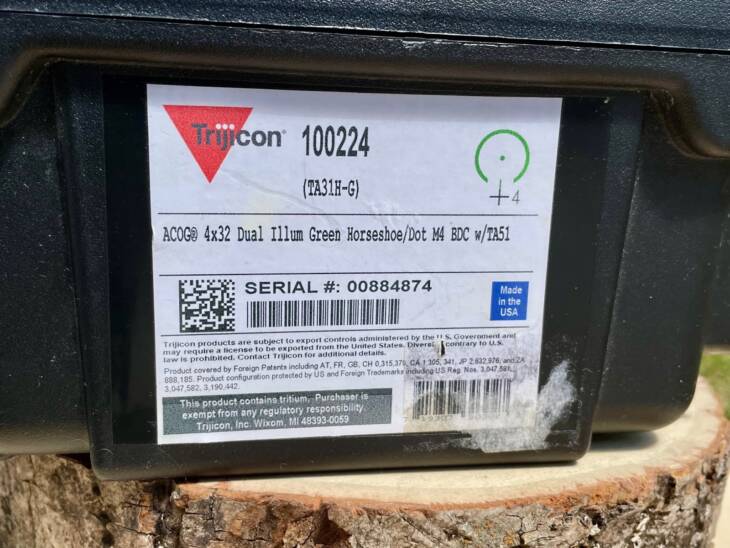 Trijicon® 100224
(TA31H-G)
4
ACOG® 4x32 Dual Illum Green Horseshoe/Dot M4 BDC w/TA51
SERIAL #: 00884874
Made
in the
USA
Trijicon products are subject to export controls administered by the U.S. Government and
may require a license to be exported from the United States. Diversion contrary to U.S.
law is prohibited. Contact Trijicon for additional details.
Product covered by Foreign Patents including AT, FR, GB, CH 0,315,379, CA 1,305, 341, JP 2,632,976, and ZA
888,185. Product configuration protected by US and Foreign Trademarks including US Reg. Nos. 3,047,581,
3,047,582, 3,190,442.
This product contains tritium. Purchaser is
exempt from any regulatory responsibility.
Trijicon, Inc. Wixom, MI 48393-0059